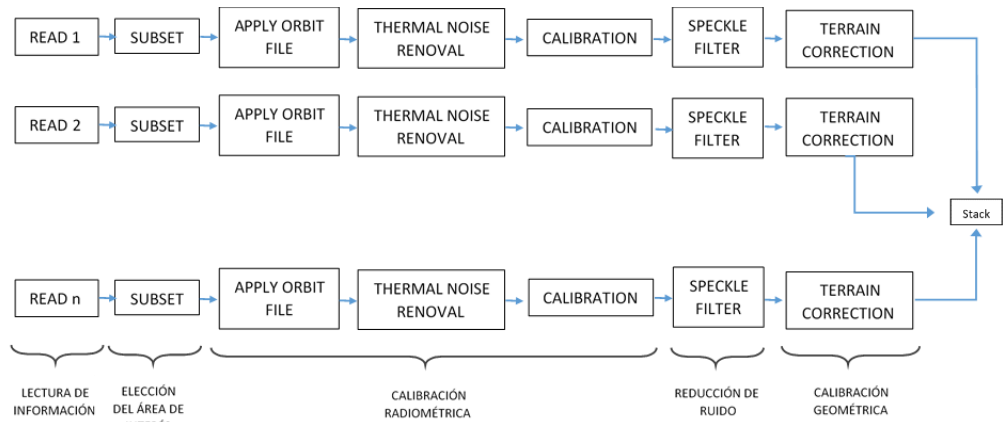 READ 1
SUBSET
APPLY ORBIT
FILE
THERMAL NOISE
RENOVAL
CALIBRATION
SPECKLE
FILTER
TERRAIN
CORRECTION
READ 2
SUBSET
APPLY ORBIT
FILE
THERMAL NOISE
RENOVAL
CALIBRATION
SPECKLE
FILTER
TERRAIN
CORRECTION
Stack
READ n
SUBSET
APPLY ORBIT
FILE
THERMAL NOISE
RENOVAL
CALIBRATION
SPECKLE
FILTER
TERRAIN
CORRECTION
LECTURA DE
INFORMACIÓN
ELECCIÓN
DEL ÁREA DE
CALIBRACIÓN
RADIOMÉTRICA
REDUCCIÓN DE
RUIDO
CALIBRACIÓN
GEOMÉTRICA